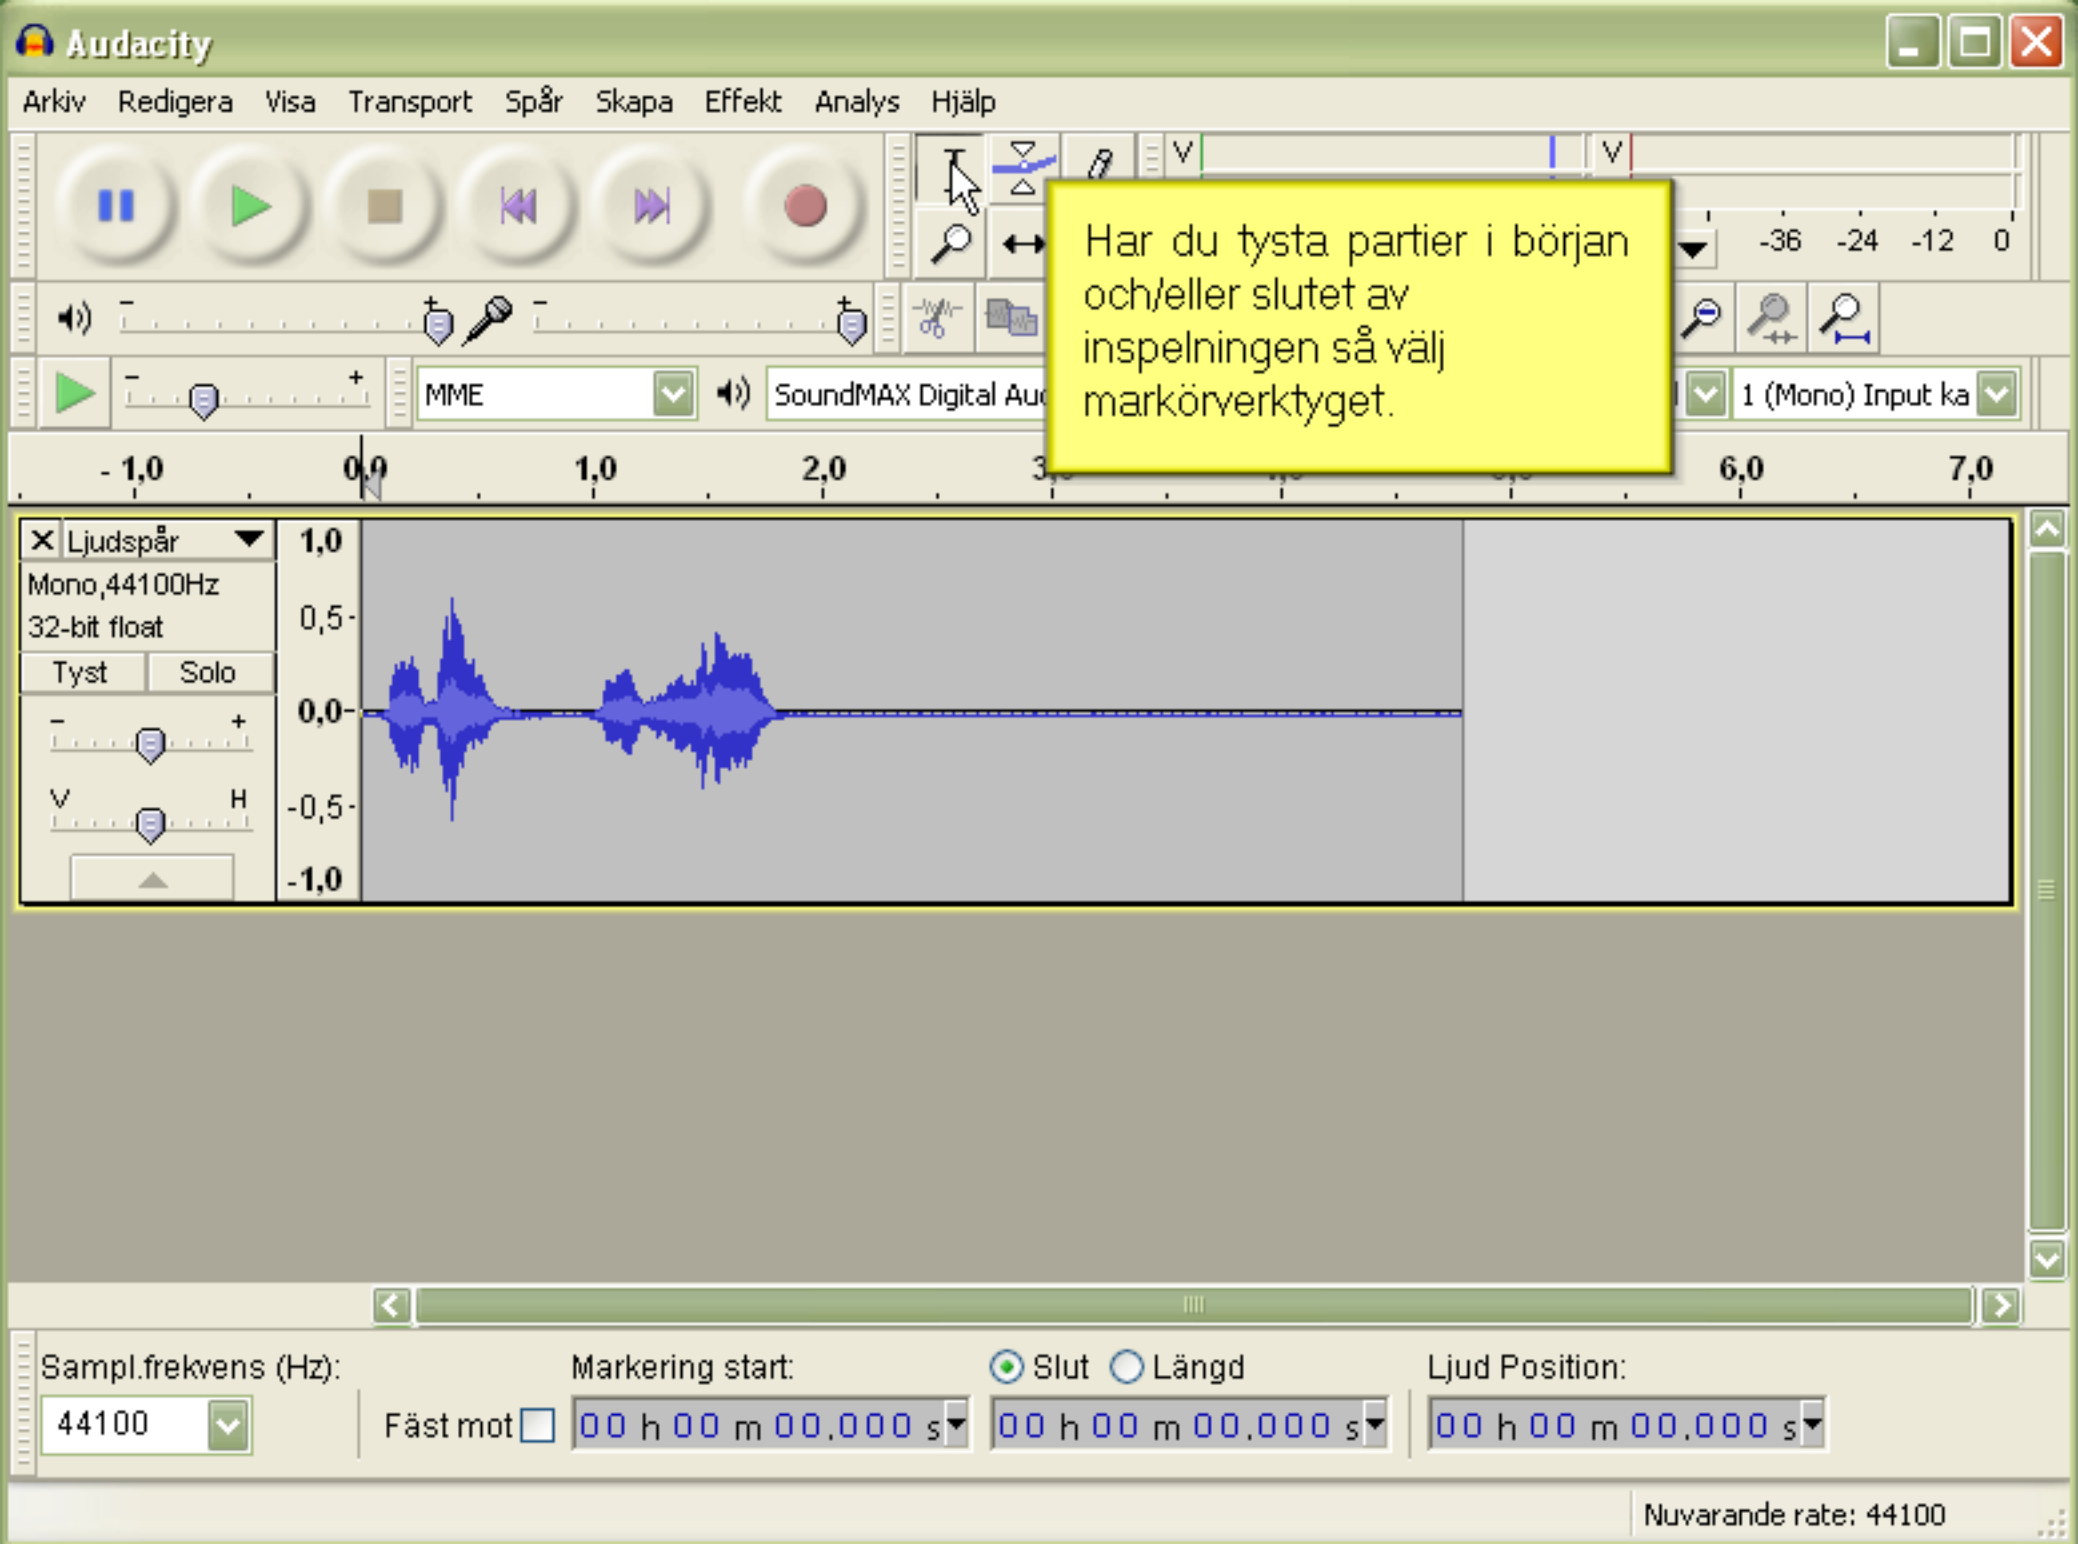 Audacity
Arkiv Redigera Visa Transport Spår Skapa Effekt Analys Hjälp
V V
-36 -24 -12 0
Har du tysta partier i början
och/eller slutet av
inspelningen så välj
markörverktyget.
- + - +
- + MME SoundMAX Digital Aud 1 (Mono) Input ka
- 1,0 0,0 1,0 2,0 6,0 7,0
X Ljudspår
Mono,44100Hz
32-bit float
Tyst Solo
- +
V H
1,0
0,5-
0,0-
-0,5-
-1,0
Sampl.frekvens (Hz): Markering start: Slut Längd Ljud Position:
44100 Fäst mot 00 h 00 m 00.000 s 00 h 00 m 00.000 s 00 h 00 m 00.000 s
Nuvarande rate: 44100